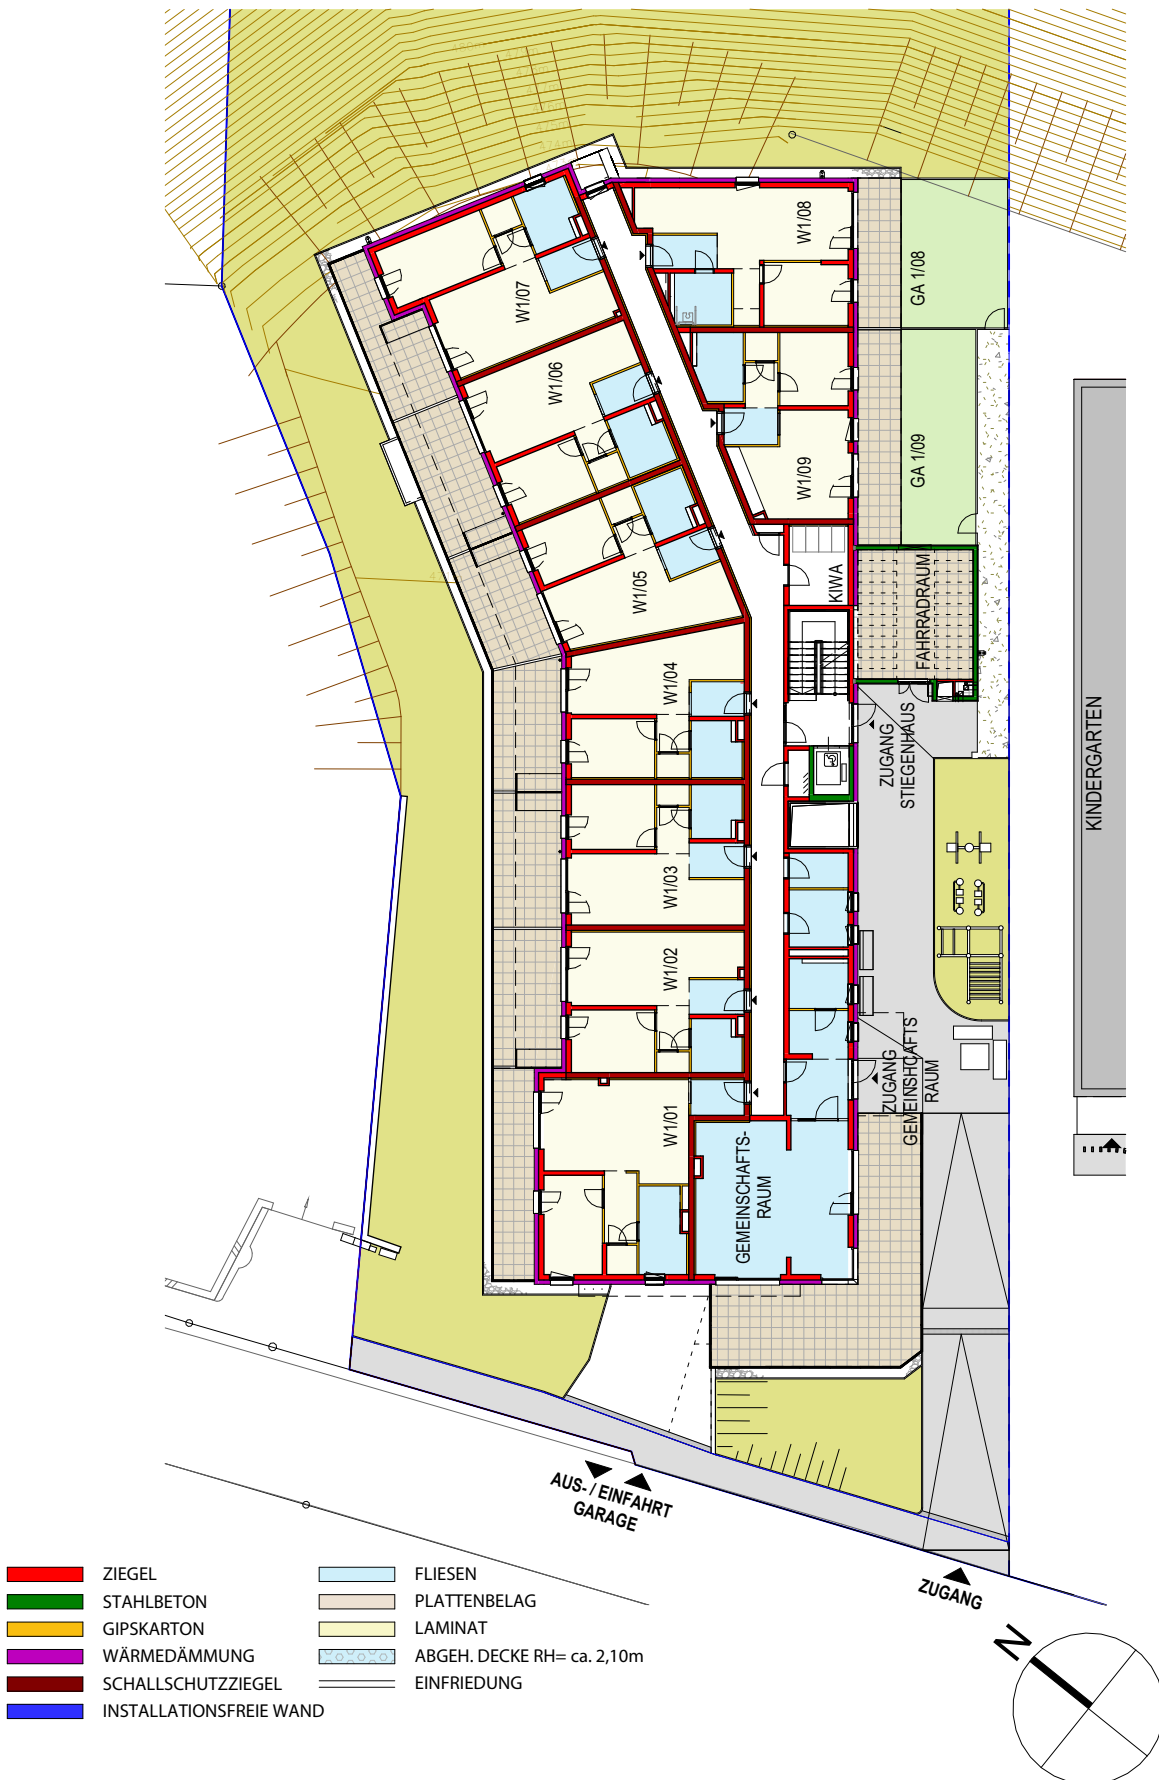 W1/08
GA 1/08
W1/07
W1/06
W1/09
GA 1/09
W1/05
KIWA
FAHRRADRAUM
W1/04
ZUGANG
STIEGENHAUS
KINDERGARTEN
W1/03
W1/02
ZUGANG
GEMEINSHCAFTS
RAUM
W1/01
GEMEINSCHAFTS-
RAUM
AUS- / EINFAHRT
GARAGE
ZUGANG
N
ZIEGEL
STAHLBETON
GIPSKARTON
WÄRMEDÄMMUNG
SCHALLSCHUTZZIEGEL
INSTALLATIONSFREIE WAND
FLIESEN
PLATTENBELAG
LAMINAT
ABGEH. DECKE RH= ca. 2,10m
EINFRIEDUNG